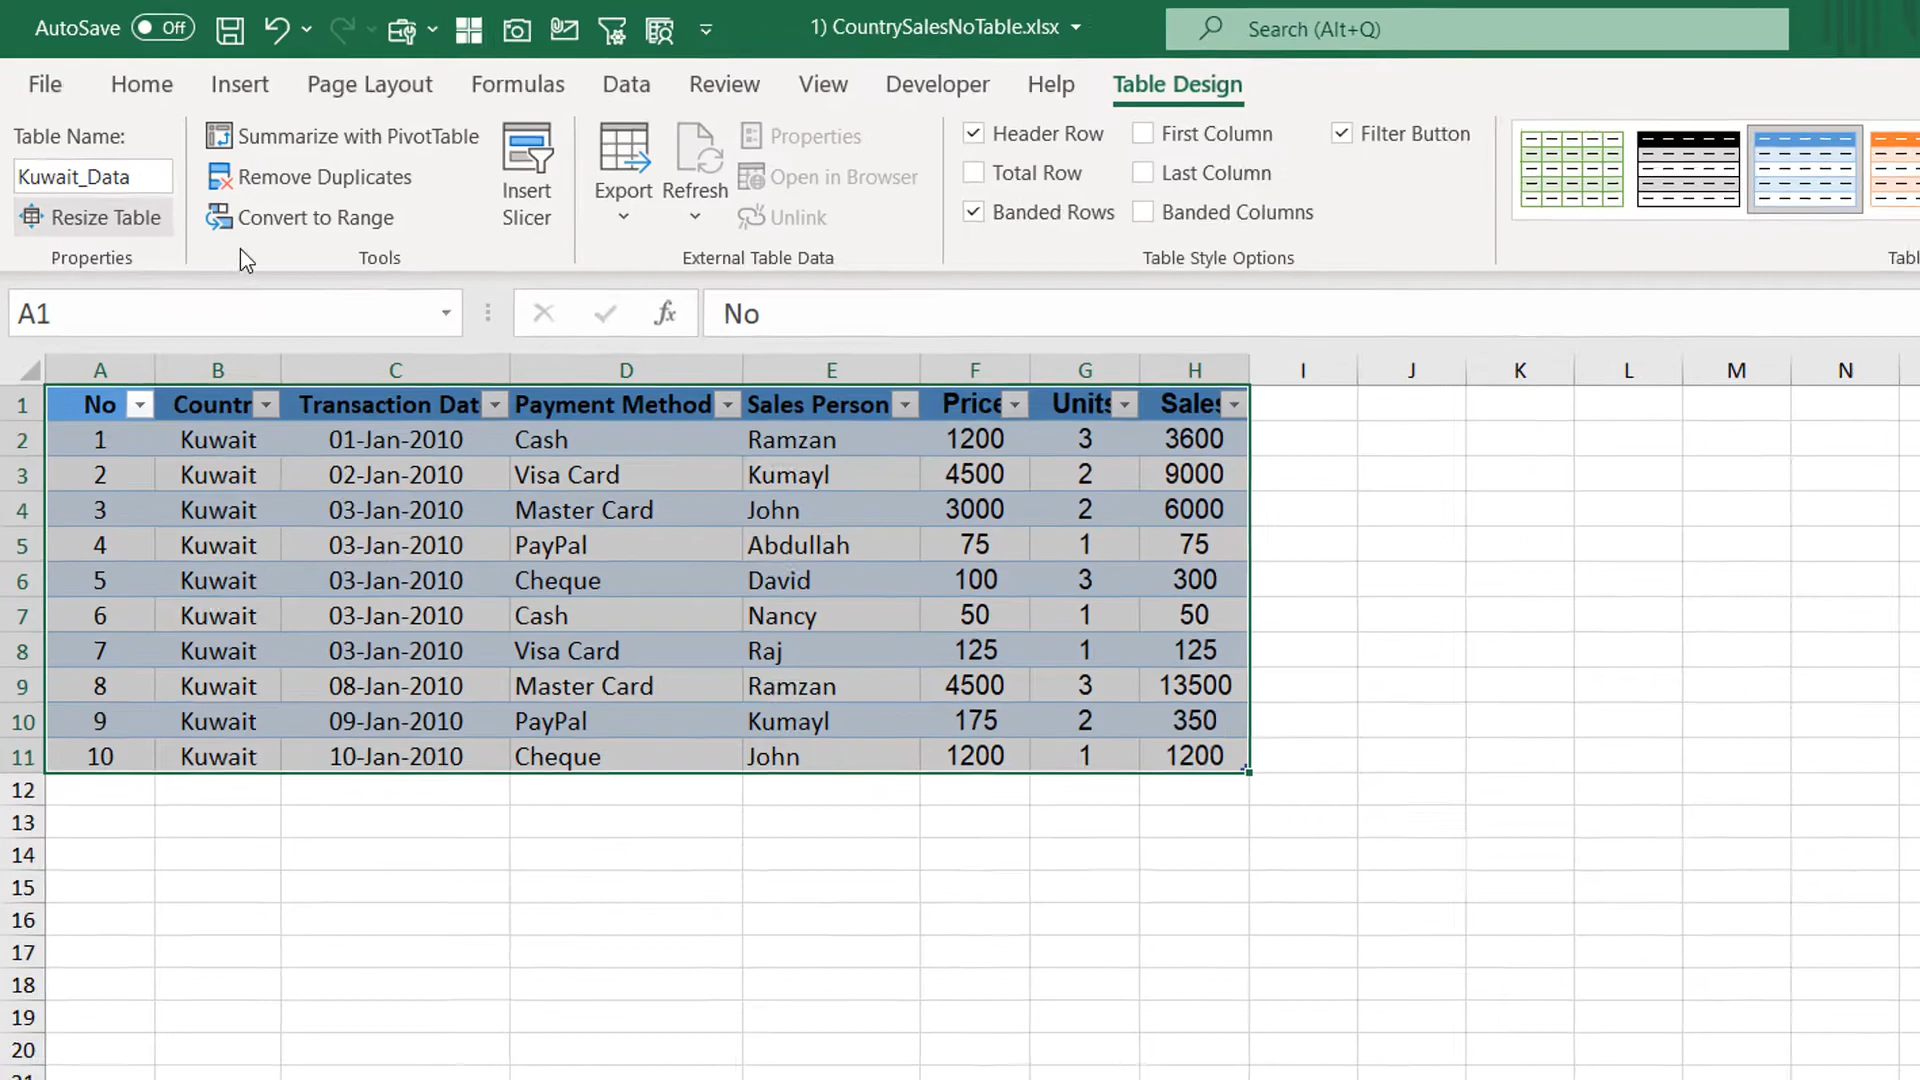 AutoSave Off 1) CountrySalesNoTable.xlsx Search (Alt+Q)
File Home Insert Page Layout Formulas Data Review View Developer Help Table Design
Table Name:
Kuwait_Data
Resize Table
Properties
Summarize with PivotTable
Remove Duplicates
Convert to Range
Insert
Slicer
Tools
Export
Refresh
Properties
Open in Browser
Unlink
External Table Data
Header Row
Total Row
Banded Rows
First Column
Last Column
Banded Columns
Filter Button
Table Style Options
Tabl
A1 fx No
A B C D E F G H I J K L M N
1 No Countr Transaction Dat Payment Method Sales Person Price Units Sales
2 1 Kuwait 01-Jan-2010 Cash Ramzan 1200 3 3600
3 2 Kuwait 02-Jan-2010 Visa Card Kumayl 4500 2 9000
4 3 Kuwait 03-Jan-2010 Master Card John 3000 2 6000
5 4 Kuwait 03-Jan-2010 PayPal Abdullah 75 1 75
6 5 Kuwait 03-Jan-2010 Cheque David 100 3 300
7 6 Kuwait 03-Jan-2010 Cash Nancy 50 1 50
8 7 Kuwait 03-Jan-2010 Visa Card Raj 125 1 125
9 8 Kuwait 08-Jan-2010 Master Card Ramzan 4500 3 13500
10 9 Kuwait 09-Jan-2010 PayPal Kumayl 175 2 350
11 10 Kuwait 10-Jan-2010 Cheque John 1200 1 1200
12
13
14
15
16
17
18
19
20